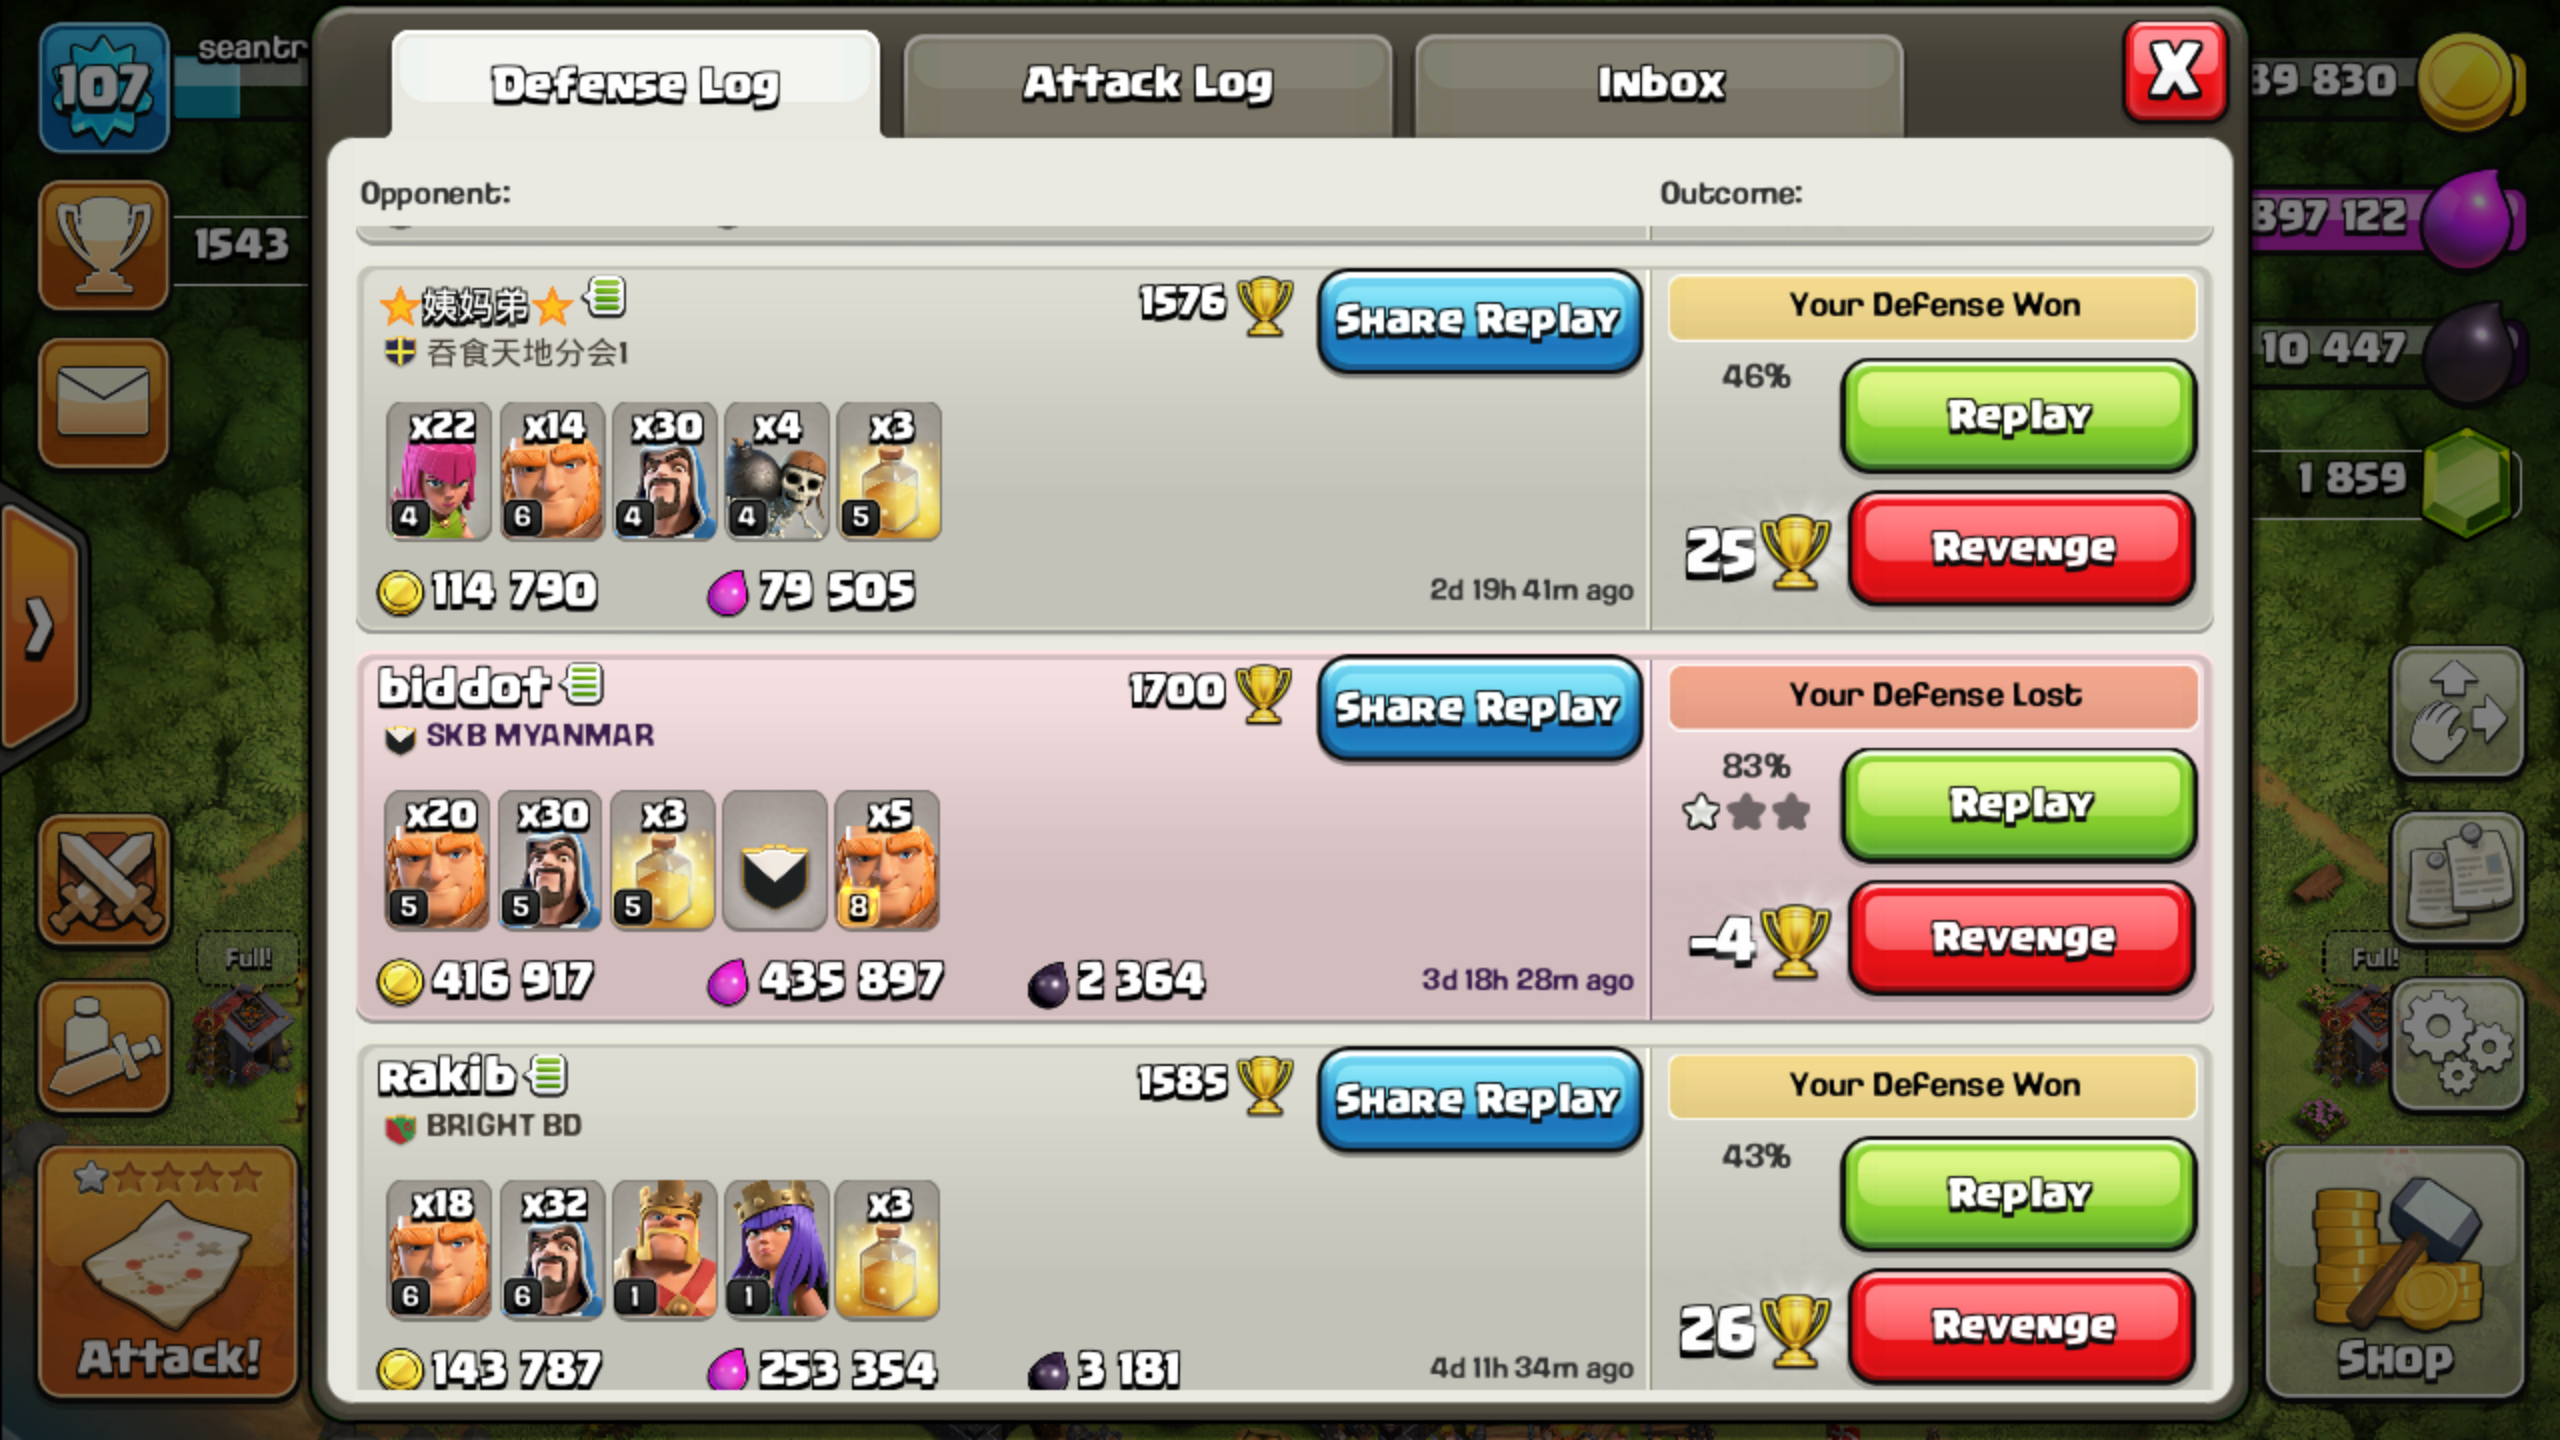 107
seantr
1543
Defense Log
Attack Log
Inbox
X
39 830
897 122
10 447
1 859
Opponent:
Outcome:
⭐姨妈弟⭐
吞食天地分会1
1576
Share Replay
Your Defense Won
46%
Replay
x22 x14 x30 x4 x3
4 6 4 4 5
25
Revenge
114 790
79 505
2d 19h 41m ago
biddot
SKB MYANMAR
1700
Share Replay
Your Defense Lost
83%
Replay
x20 x30 x3 x5
5 5 5 8
-4
Revenge
416 917
435 897
2 364
3d 18h 28m ago
Rakib
BRIGHT BD
1585
Share Replay
Your Defense Won
43%
Replay
x18 x32 x3
6 6 1 1
26
Revenge
143 787
253 354
3 181
4d 11h 34m ago
Full!
Full!
Attack!
Shop